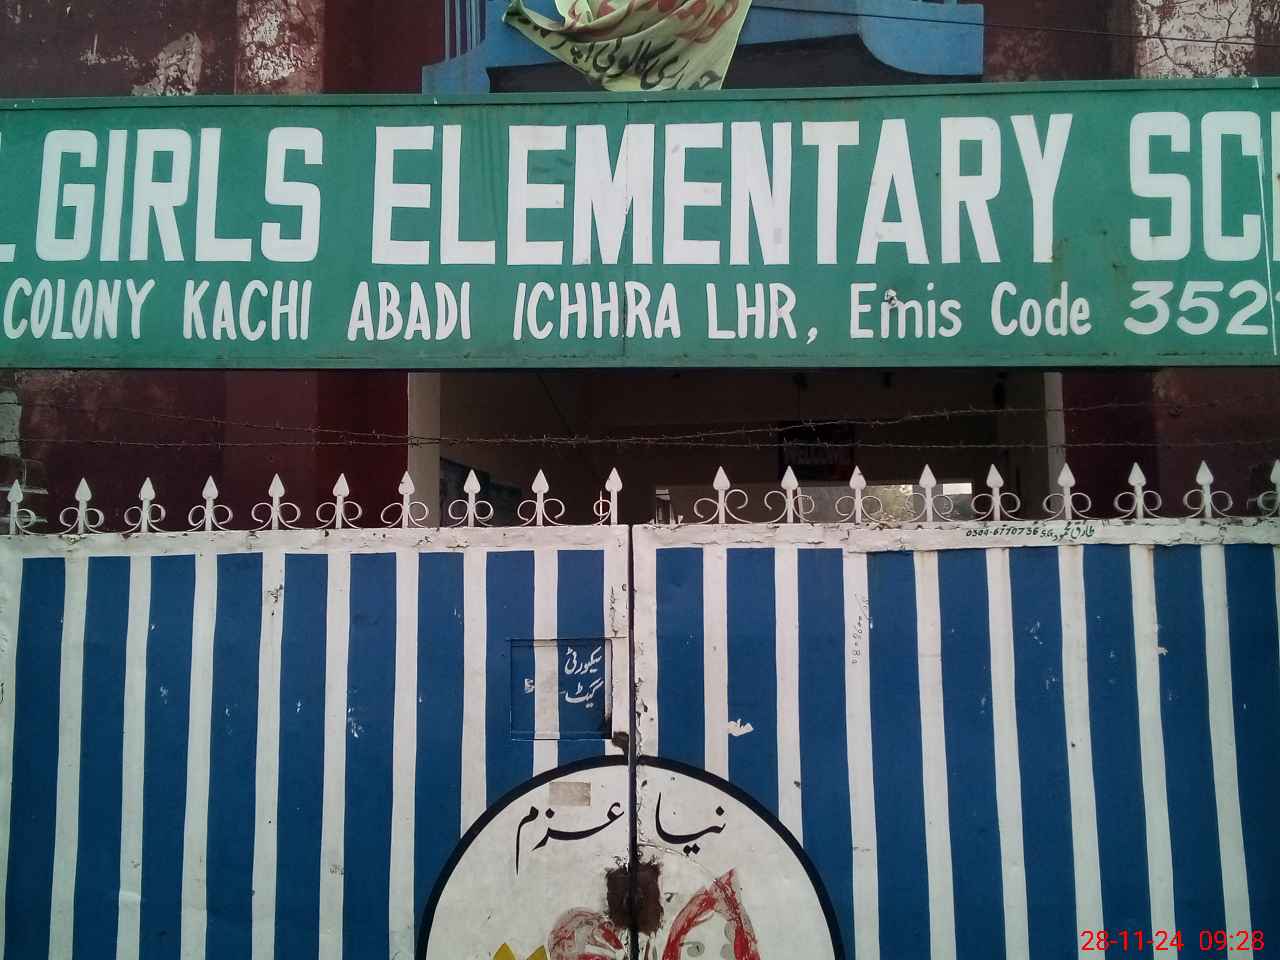 GIRLS ELEMENTARY SC
COLONY KACHI ABADI ICHHRA LHR, Emis Code 352
WELCOME
سیکورٹی
گیٹ
نیا عزم
28-11-24 09:28